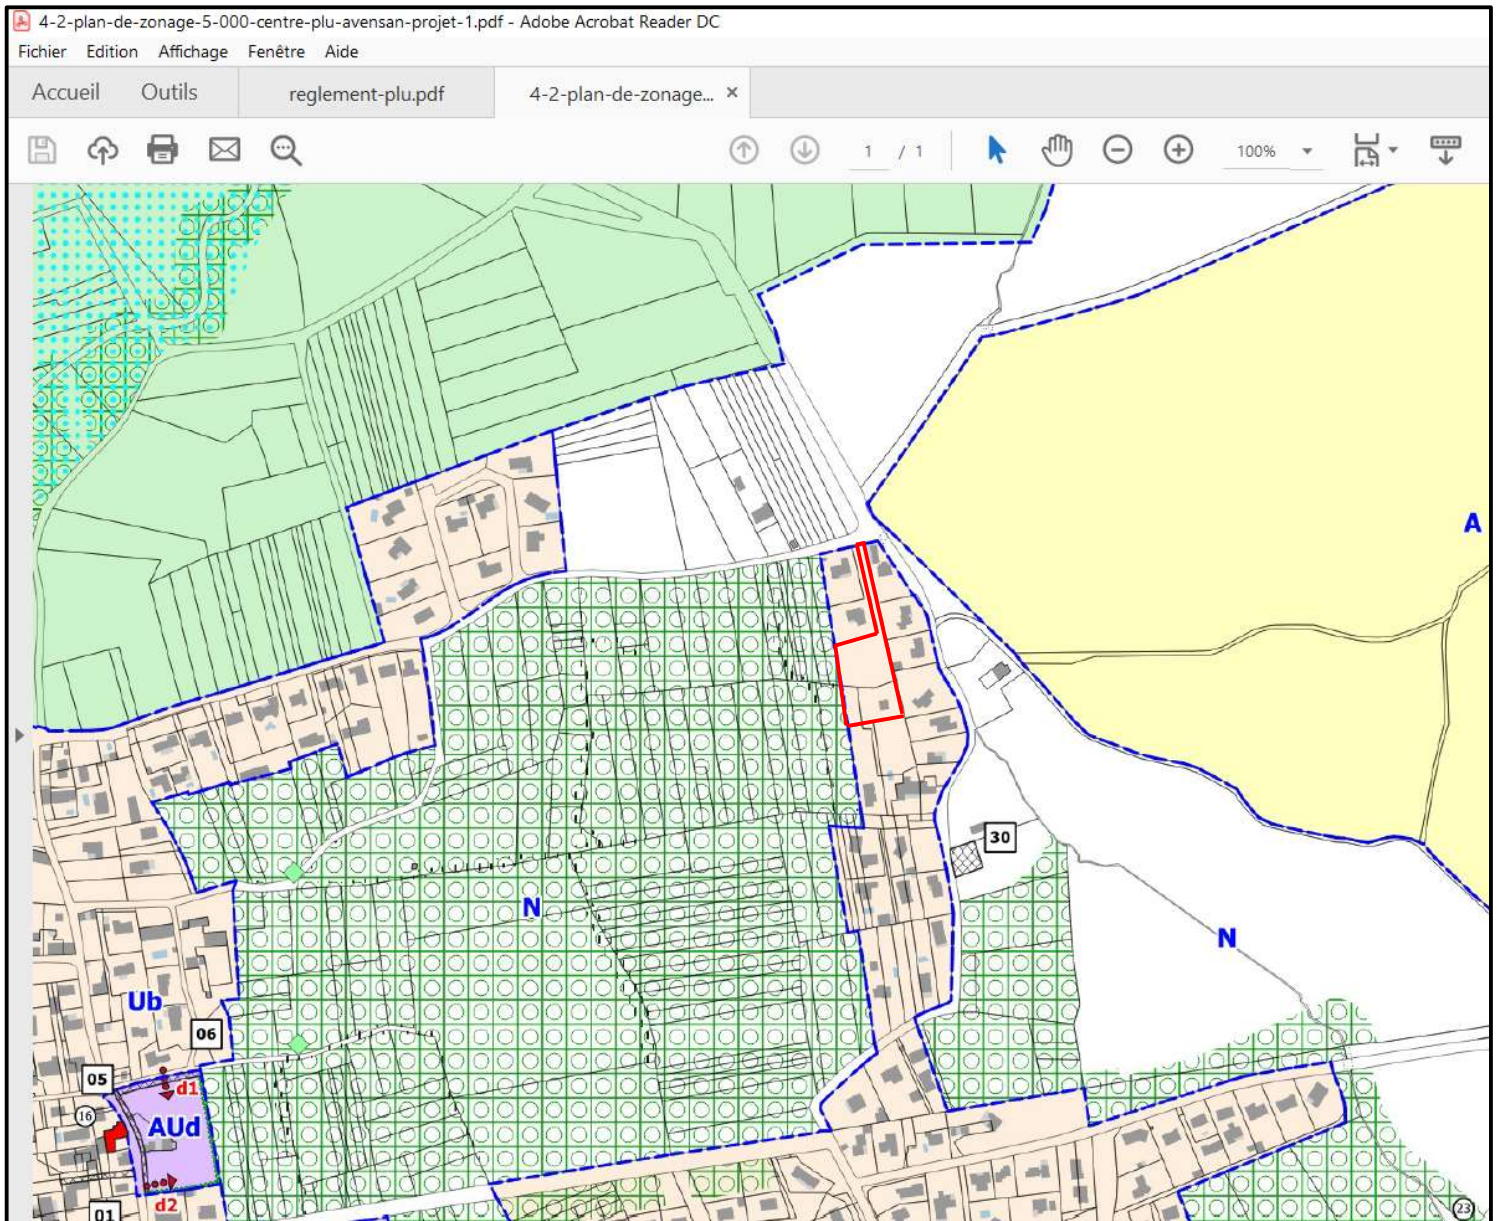 4-2-plan-de-zonage-5-000-centre-plu-avensan-projet-1.pdf - Adobe Acrobat Reader DC
Fichier Edition Affichage Fenêtre Aide
Accueil Outils reglement-plu.pdf 4-2-plan-de-zonage... ×
1 / 1 100%
A
30
N
N
Ub
06
05
d1
16
AUd
d2
01
23